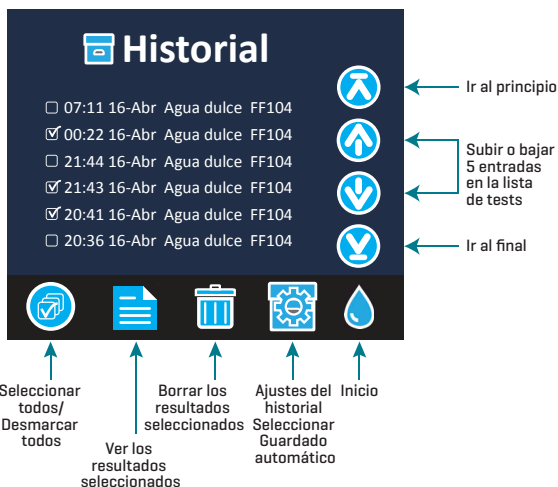 Historial
07:11 16-Abr Agua dulce FF104
00:22 16-Abr Agua dulce FF104
21:44 16-Abr Agua dulce FF104
21:43 16-Abr Agua dulce FF104
20:41 16-Abr Agua dulce FF104
20:36 16-Abr Agua dulce FF104
Ir al principio
Subir o bajar
5 entradas
en la lista
de tests
Ir al final
Seleccionar
todos/
Desmarcar
todos
Ver los
resultados
seleccionados
Borrar los
resultados
seleccionados
Ajustes del
historial
Seleccionar
Guardado
automático
Inicio